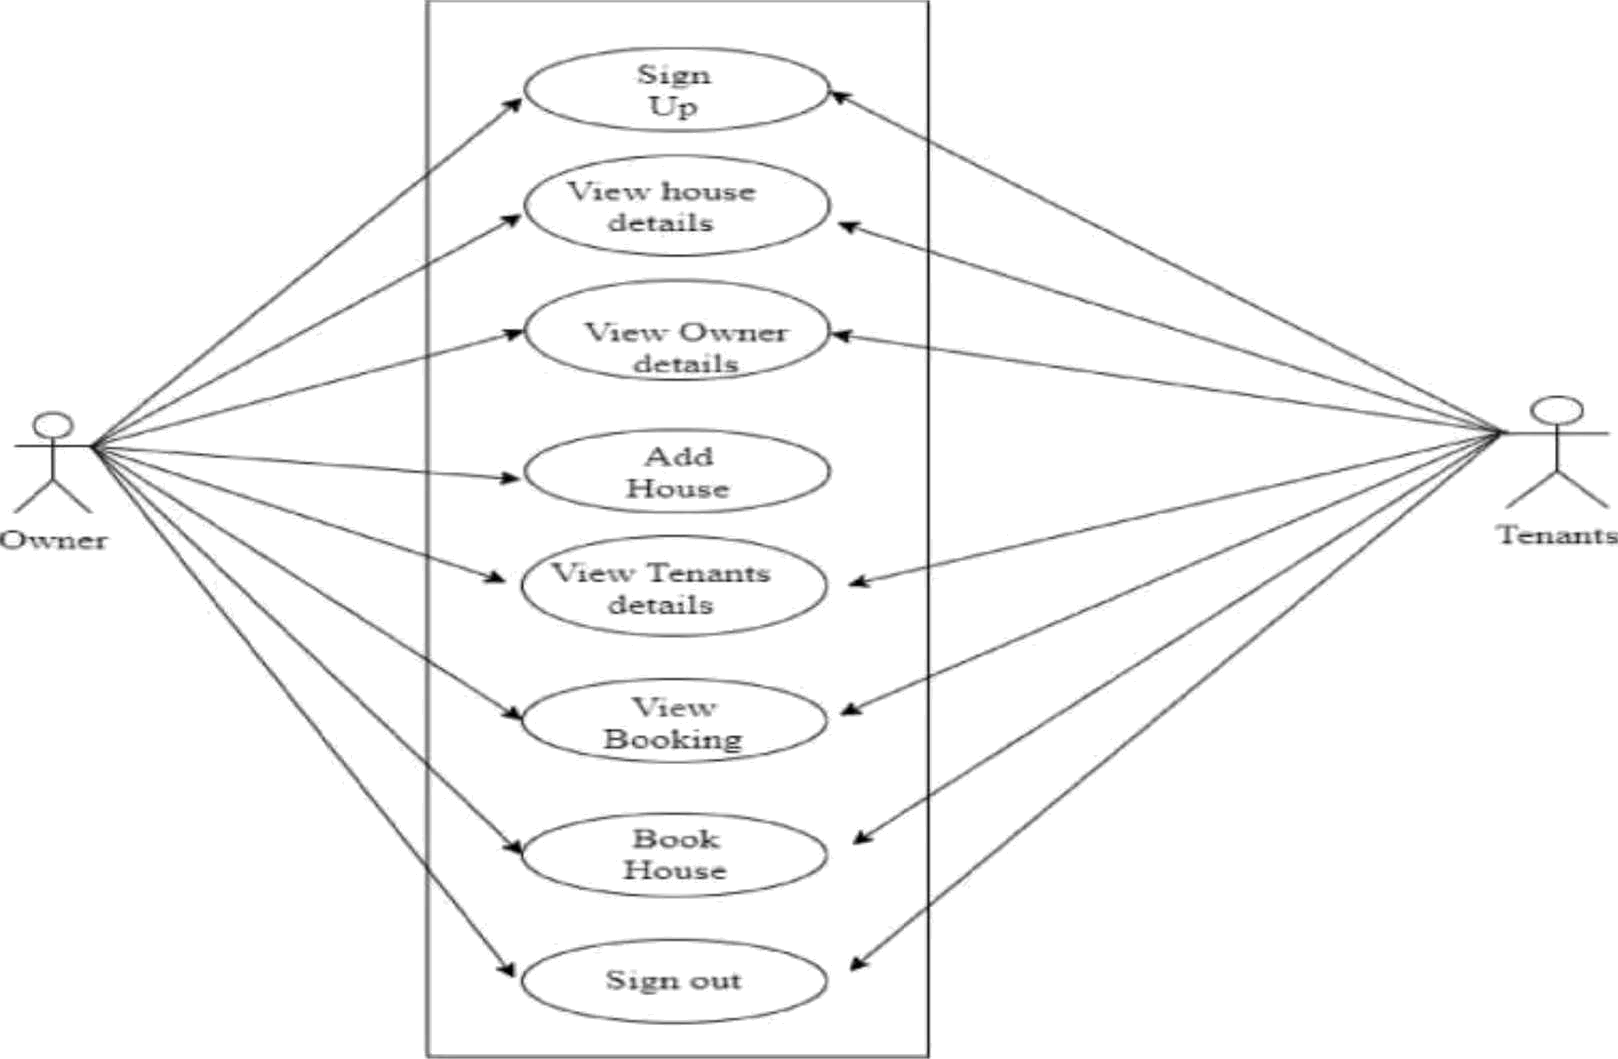 Sign
Up
View house
details
View Owner
details
Add
House
Owner
Tenants
View Tenants
details
View
Booking
Book
House
Sign out